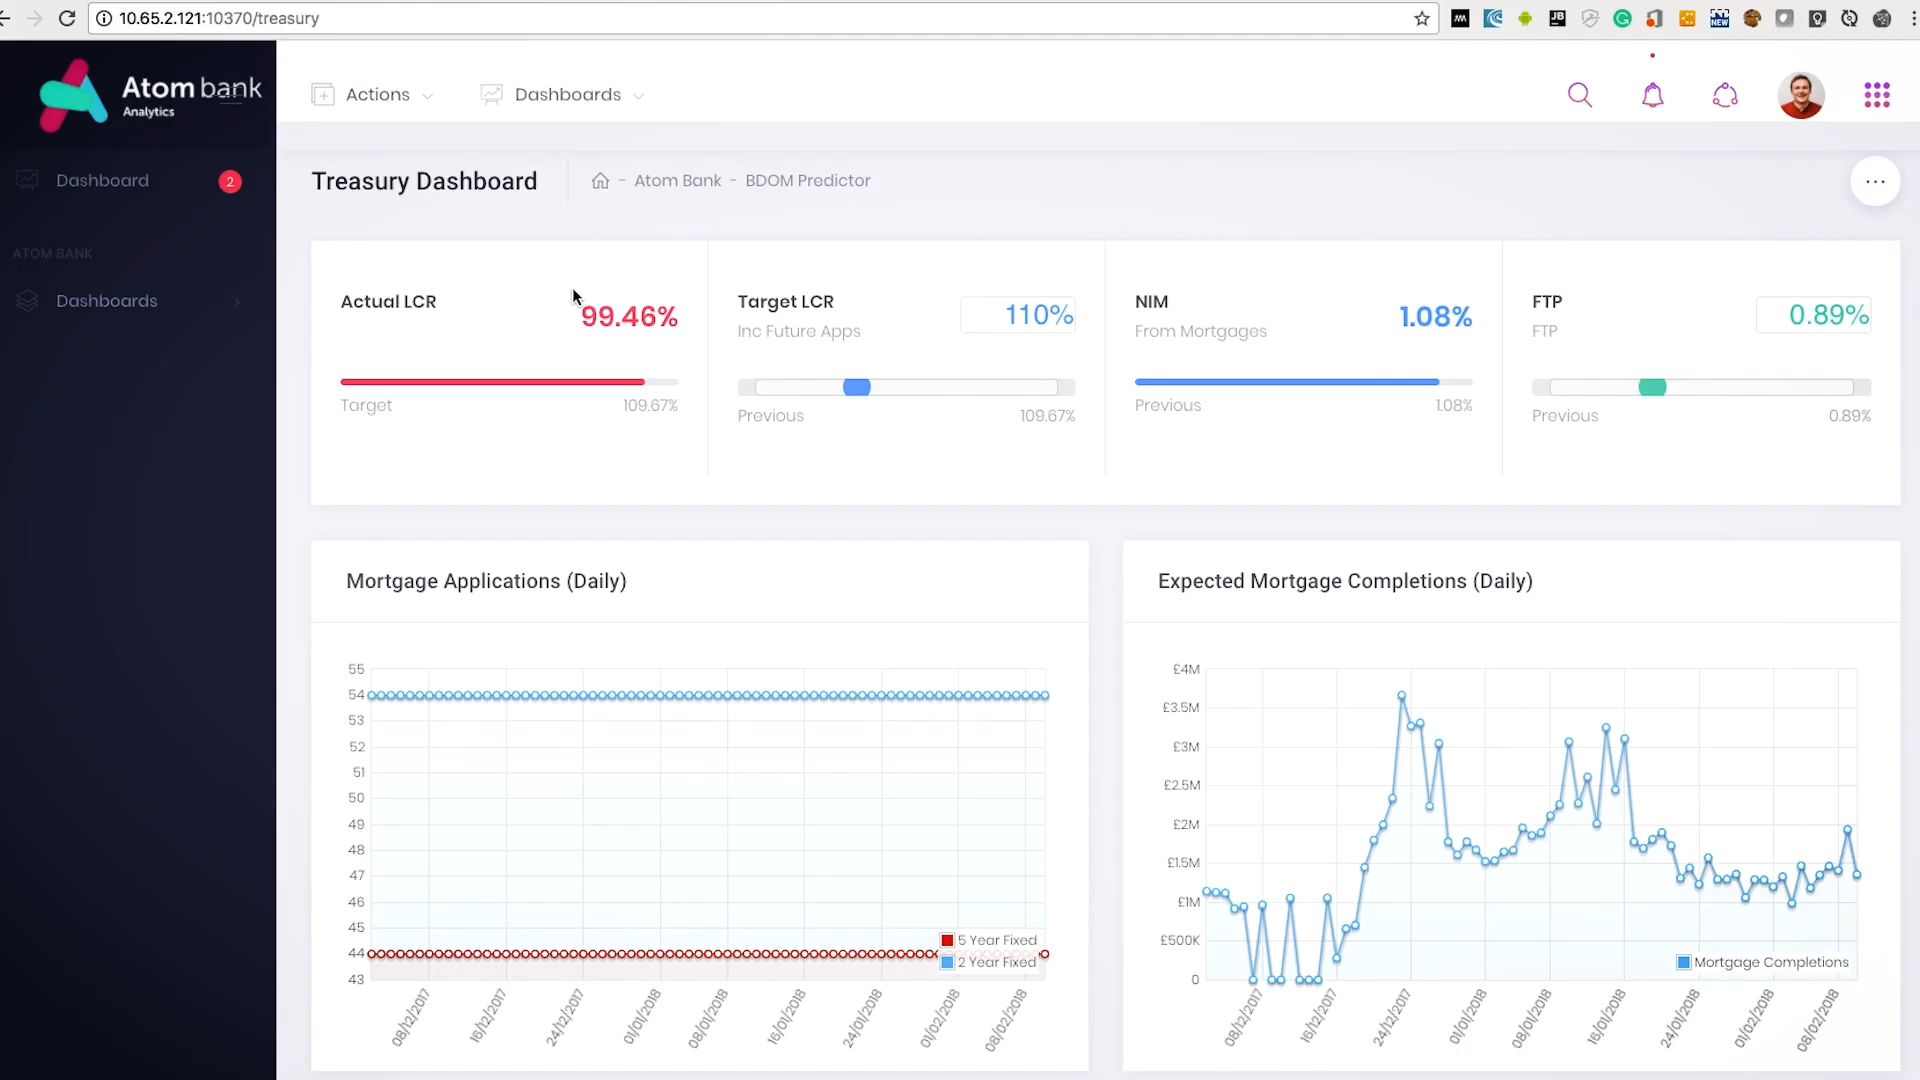 10.65.2.121:10370/treasury
Atom bank
Analytics
Actions
Dashboards
Dashboard
2
ATOM BANK
Dashboards
Treasury Dashboard
- Atom Bank - BDOM Predictor
Actual LCR
99.46%
Target
109.67%
Target LCR
Inc Future Apps
110%
Previous
109.67%
NIM
From Mortgages
1.08%
Previous
1.08%
FTP
FTP
0.89%
Previous
0.89%
Mortgage Applications (Daily)
55
54
53
52
51
50
49
48
47
46
45
44
43
5 Year Fixed
2 Year Fixed
08/12/2017
16/12/2017
24/12/2017
01/01/2018
08/01/2018
16/01/2018
24/01/2018
01/02/2018
08/02/2018
Expected Mortgage Completions (Daily)
£4M
£3.5M
£3M
£2.5M
£2M
£1.5M
£1M
£500K
0
Mortgage Completions
08/12/2017
16/12/2017
24/12/2017
01/01/2018
08/01/2018
16/01/2018
24/01/2018
01/02/2018
08/02/2018
JB
NEW